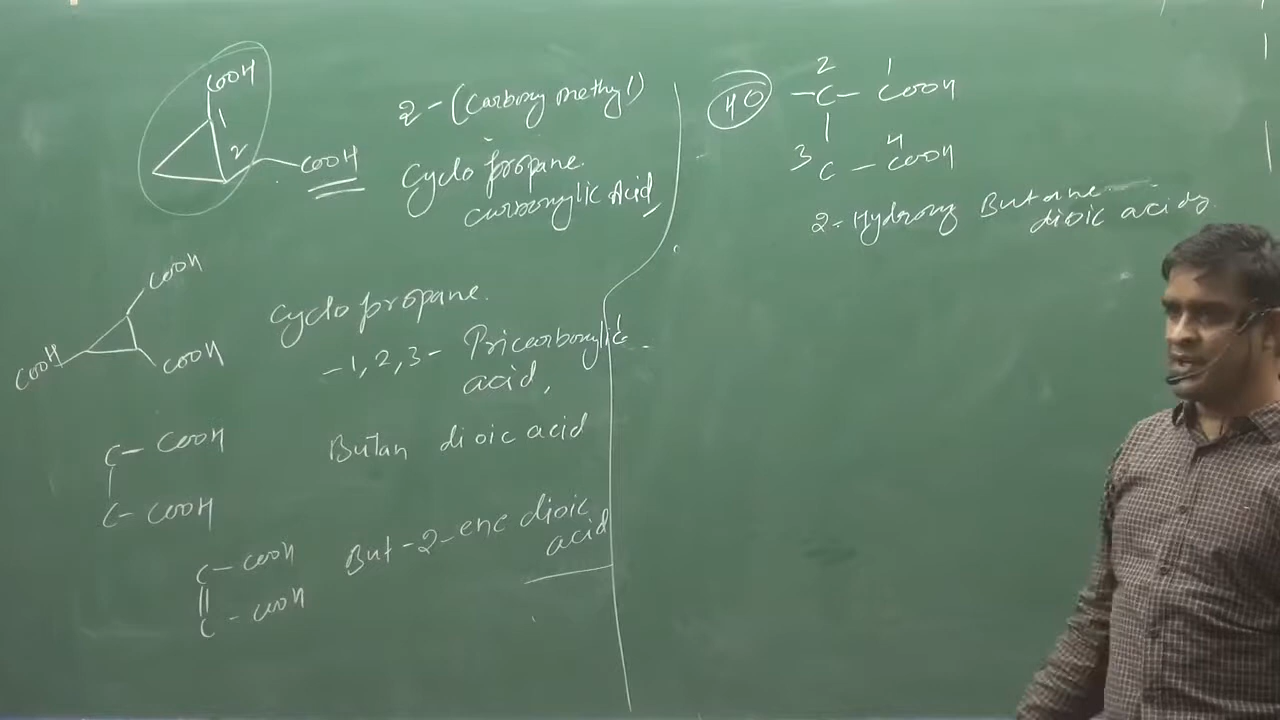 COOH
1
2
COOH
2-(Carboxy methyl)
Cyclo propane
carboxylic Acid
COOH
COOH
COOH
Cyclo propane.
-1,2,3- Tricarboxylic
acid,
C - COOH
C - COOH
Butan dioic acid
C - COOH
C - COOH
But-2-ene dioic
acid
2 1
HO - C - COOH
3 4
C - COOH
2-Hydroxy Butane
dioic acid